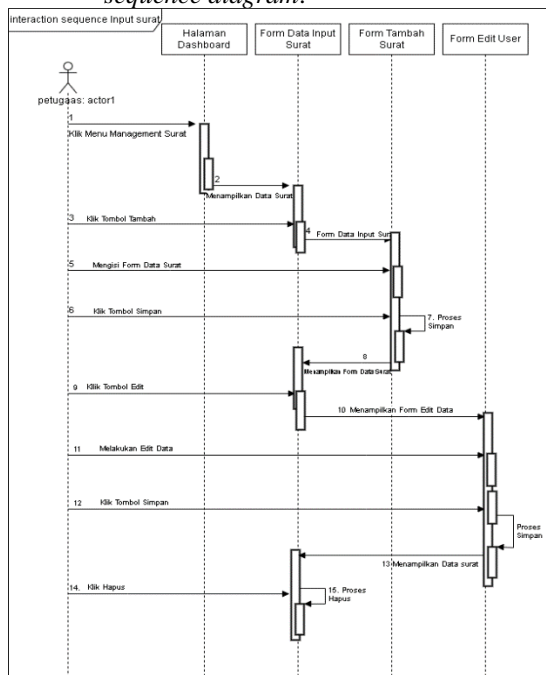 sequence diagram.
interaction sequence Input surat
Halaman
Dashboard
Form Data Input
Surat
Form Tambah
Surat
Form Edit User
petugaas: actor1
1
Klik Menu Management Surat
2
Menampilkan Data Surat
3 Klik Tombol Tambah
4 Form Data Input Surat
5 Mengisi Form Data Surat
6 Klik Tombol Simpan
7. Proses
Simpan
8
Menampilkan Form Data Surat
9 Kllik Tombol Edit
10 Menampilkan Form Edit Data
11 Melakukan Edit Data
12 Klik Tombol Simpan
Proses
Simpan
13 Menampilkan Data surat
14. Klik Hapus
15. Proses
Hapus